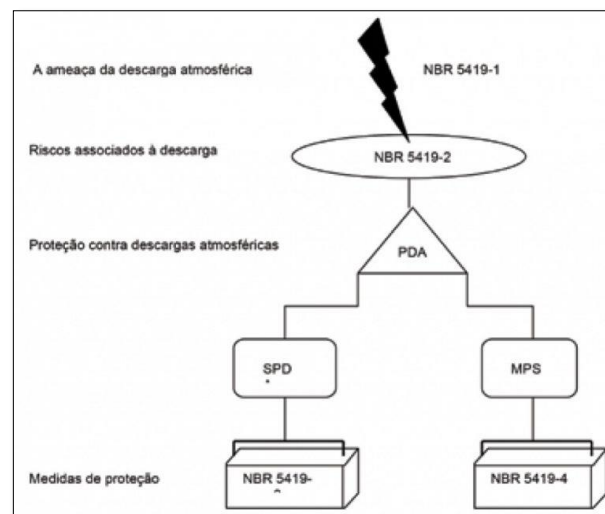 A ameaça da descarga atmosférica
NBR 5419-1
Riscos associados à descarga
NBR 5419-2
Proteção contra descargas atmosféricas
PDA
SPD
MPS
Medidas de proteção
NBR 5419-
NBR 5419-4